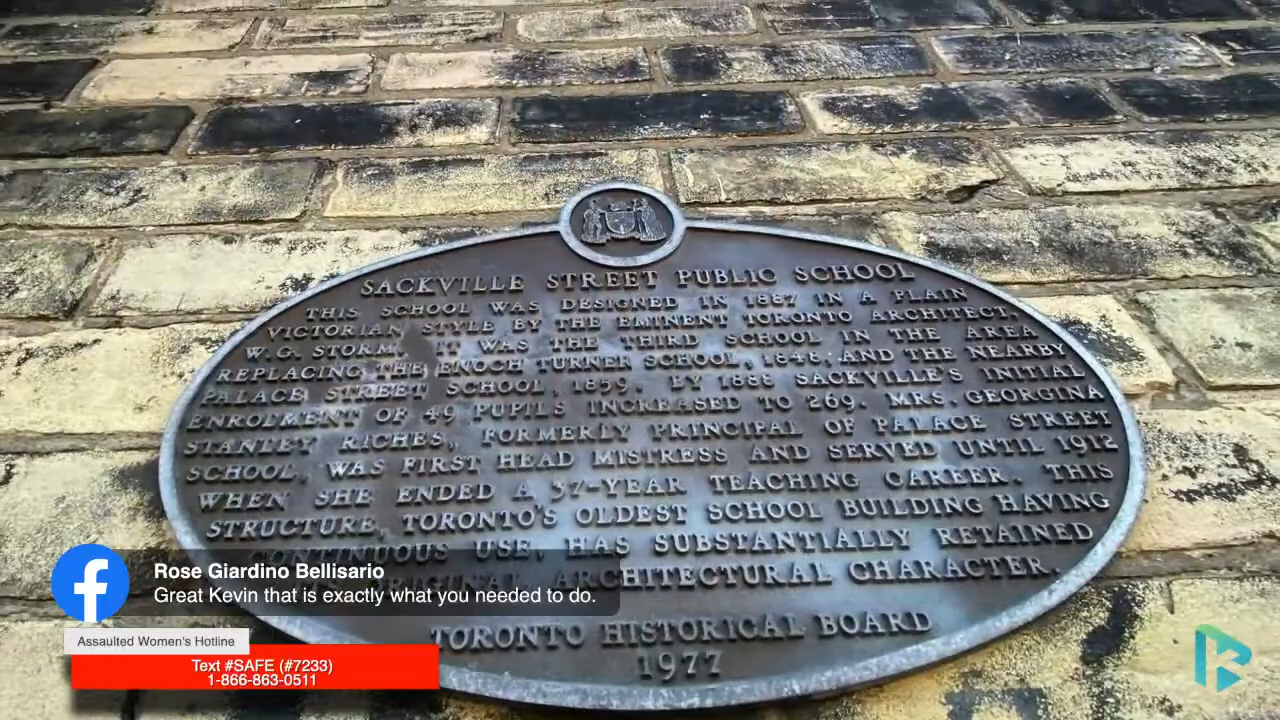 SACKVILLE STREET PUBLIC SCHOOL
THIS SCHOOL WAS DESIGNED IN 1887 IN A PLAIN
VICTORIAN STYLE BY THE EMINENT TORONTO ARCHITECT,
W.G. STORM. IT WAS THE THIRD SCHOOL IN THE AREA
REPLACING THE ENOCH TURNER SCHOOL, 1848, AND THE NEARBY
PALACE STREET SCHOOL, 1859. BY 1888 SACKVILLE'S INITIAL
ENROLMENT OF 49 PUPILS INCREASED TO 269. MRS. GEORGINA
STANLEY RICHES, FORMERLY PRINCIPAL OF PALACE STREET
SCHOOL, WAS FIRST HEAD MISTRESS AND SERVED UNTIL 1912
WHEN SHE ENDED A 37-YEAR TEACHING CAREER. THIS
STRUCTURE, TORONTO'S OLDEST SCHOOL BUILDING HAVING
CONTINUOUS USE, HAS SUBSTANTIALLY RETAINED
ORIGINAL ARCHITECTURAL CHARACTER.
TORONTO HISTORICAL BOARD
1977
Rose Giardino Bellisario
Great Kevin that is exactly what you needed to do.
Assaulted Women's Hotline
Text #SAFE (#7233)
1-866-863-0511